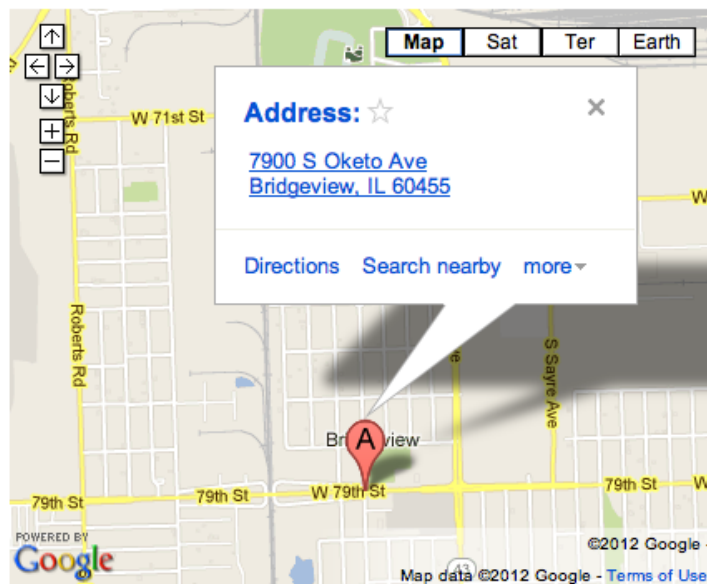 Map Sat Ter Earth
Roberts Rd
W 71st St
Address:
7900 S Oketo Ave
Bridgeview, IL 60455
W
Directions Search nearby more
Roberts Rd
Ave
S Sayre Ave
A
79th St 79th St W 79th St 79th St W
POWERED BY
Google
©2012 Google -
43
Map data ©2012 Google - Terms of Use